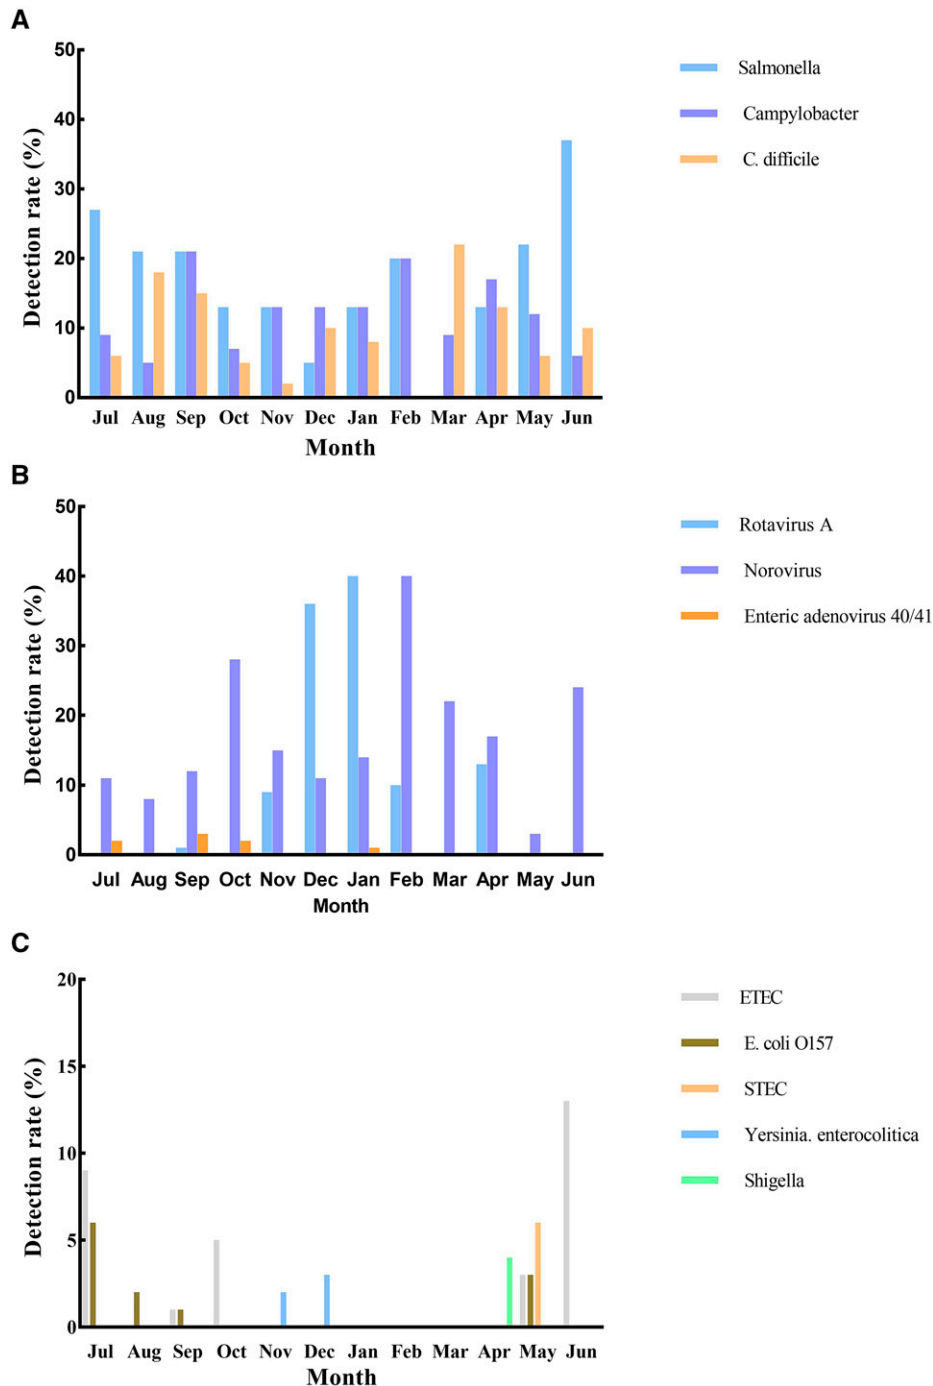 A
50
40
30
20
10
0
Detection rate (%)
Jul Aug Sep Oct Nov Dec Jan Feb Mar Apr May Jun
Month
Salmonella
Campylobacter
C. difficile
B
50
40
30
20
10
0
Detection rate (%)
Jul Aug Sep Oct Nov Dec Jan Feb Mar Apr May Jun
Month
Rotavirus A
Norovirus
Enteric adenovirus 40/41
C
20
15
10
5
0
Detection rate (%)
Jul Aug Sep Oct Nov Dec Jan Feb Mar Apr May Jun
Month
ETEC
E. coli O157
STEC
Yersinia. enterocolitica
Shigella